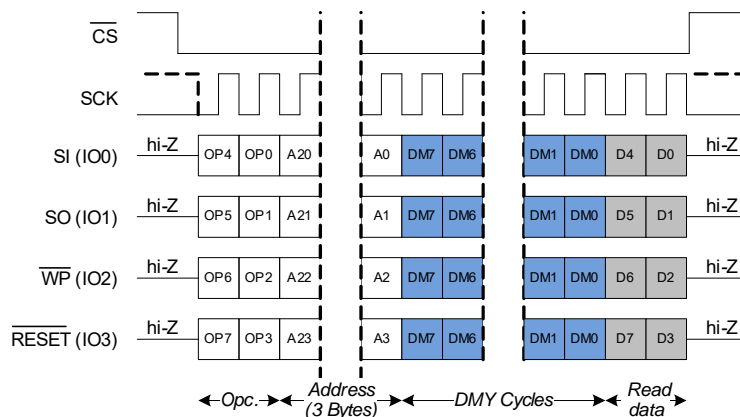 CS
SCK
SI (IO0) hi-Z OP4 OP0 A20 A0 DM7 DM6 DM1 DM0 D4 D0 hi-Z
SO (IO1) hi-Z OP5 OP1 A21 A1 DM7 DM6 DM1 DM0 D5 D1 hi-Z
WP (IO2) hi-Z OP6 OP2 A22 A2 DM7 DM6 DM1 DM0 D6 D2 hi-Z
RESET (IO3) hi-Z OP7 OP3 A23 A3 DM7 DM6 DM1 DM0 D7 D3 hi-Z
Opc. Address DMY Cycles Read
(3 Bytes) data